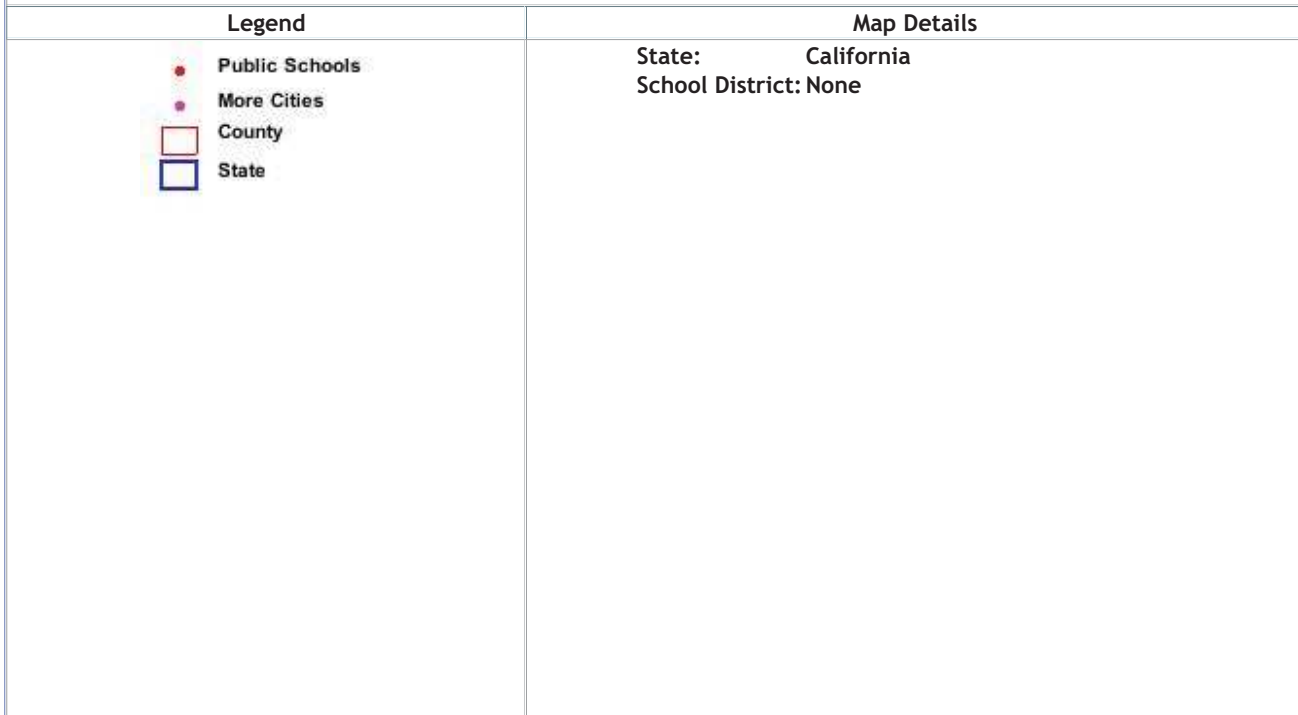 Legend
Map Details
Public Schools
More Cities
County
State
State: California
School District: None